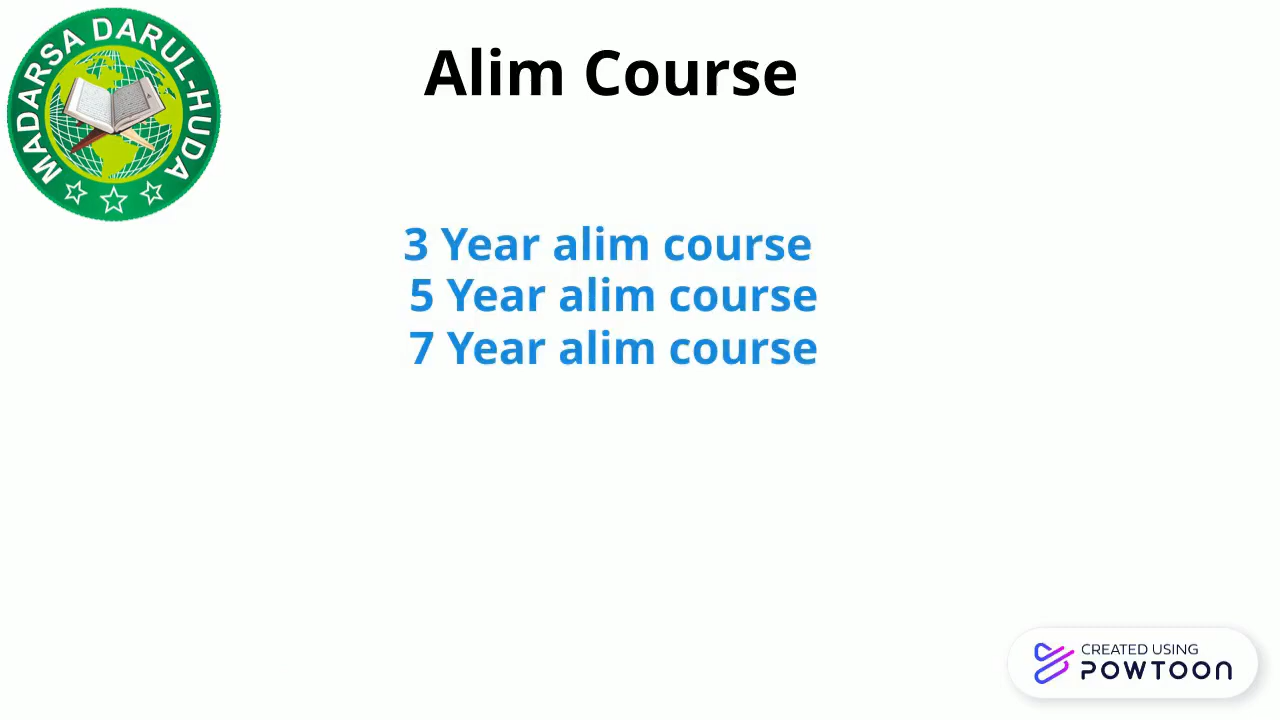 MADARSA DARUL-HUDA
Alim Course
3 Year alim course
5 Year alim course
7 Year alim course
CREATED USING
POWTOON